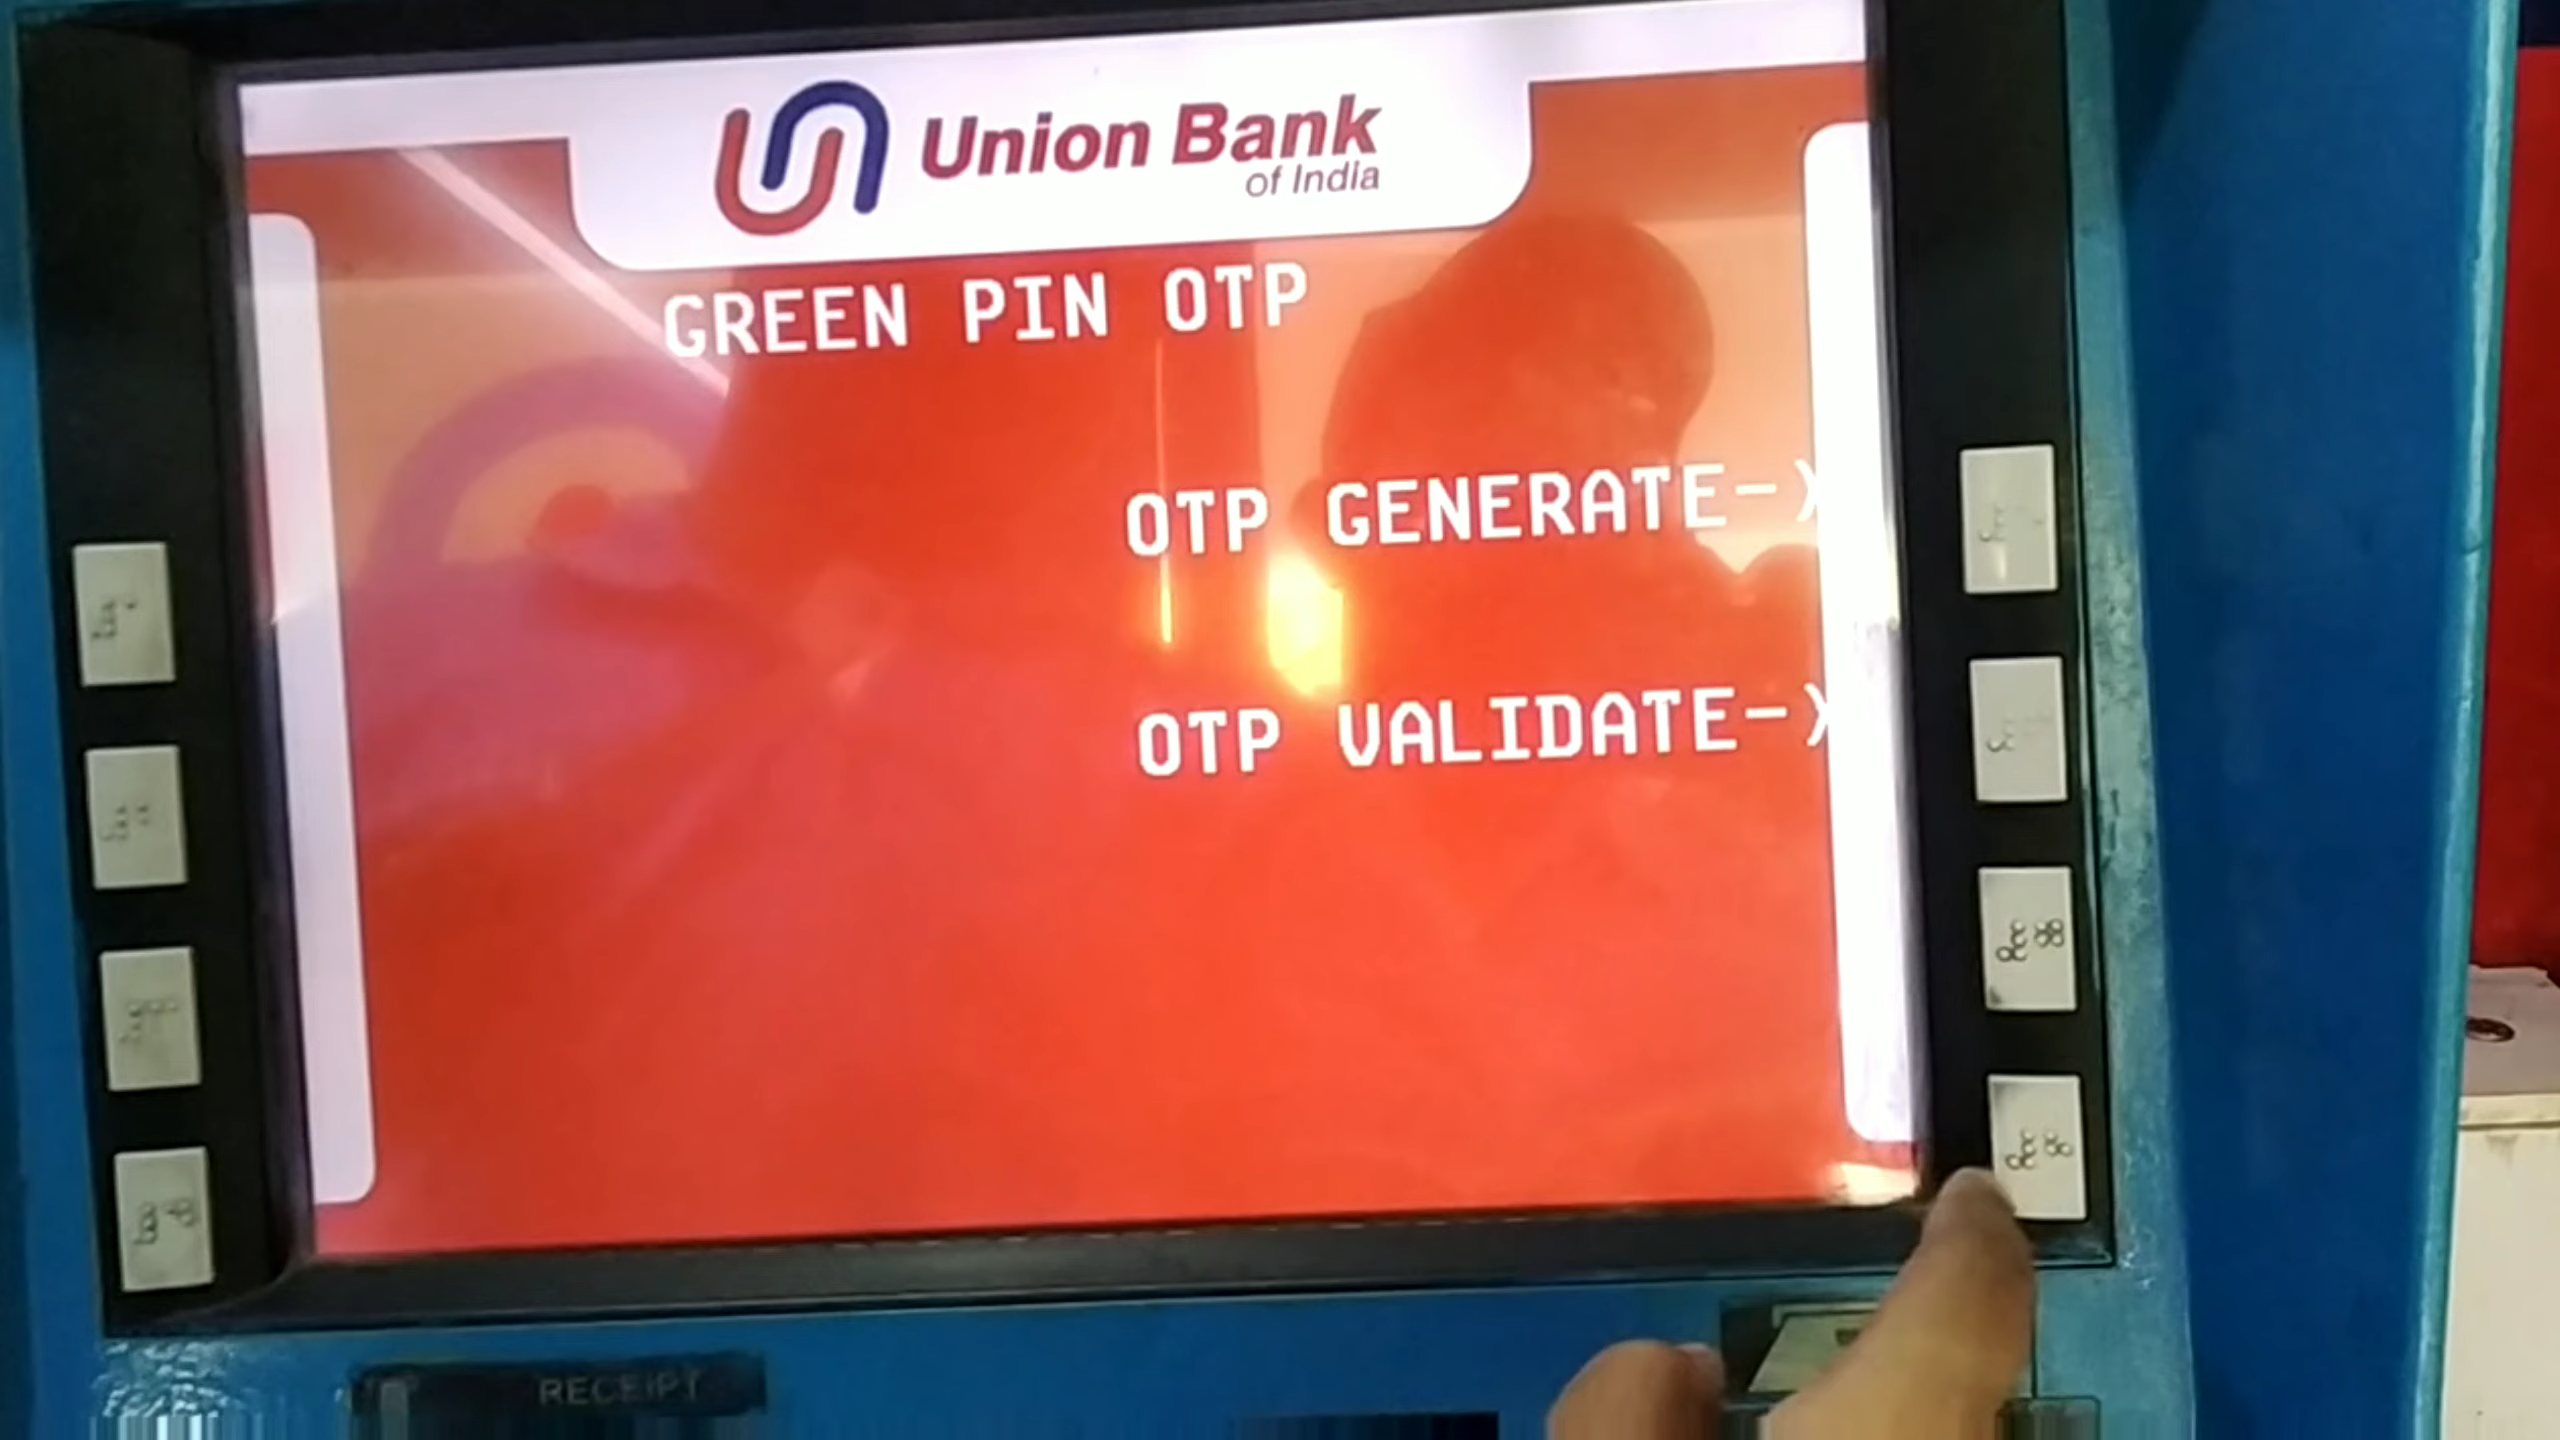 Union Bank
of India
GREEN PIN OTP
OTP GENERATE->
OTP VALIDATE->
RECEIPT